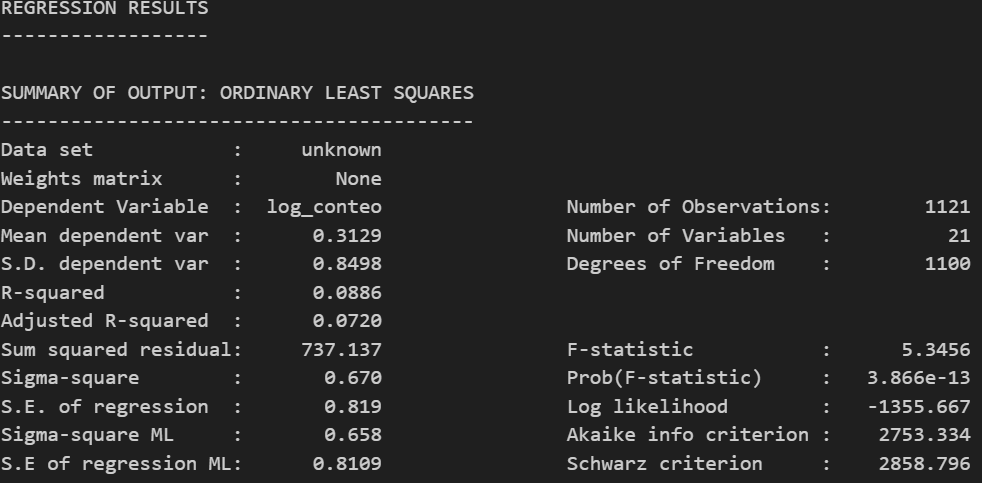 REGRESSION RESULTS
------------------
SUMMARY OF OUTPUT: ORDINARY LEAST SQUARES
-----------------------------------------
Data set            :     unknown
Weights matrix      :        None
Dependent Variable  :  log_conteo                Number of Observations:        1121
Mean dependent var  :      0.3129                Number of Variables   :          21
S.D. dependent var  :      0.8498                Degrees of Freedom    :        1100
R-squared           :      0.0886
Adjusted R-squared  :      0.0720
Sum squared residual:     737.137                F-statistic           :      5.3456
Sigma-square        :       0.670                Prob(F-statistic)     :   3.866e-13
S.E. of regression  :       0.819                Log likelihood        :   -1355.667
Sigma-square ML     :       0.658                Akaike info criterion :    2753.334
S.E of regression ML:      0.8109                Schwarz criterion     :    2858.796